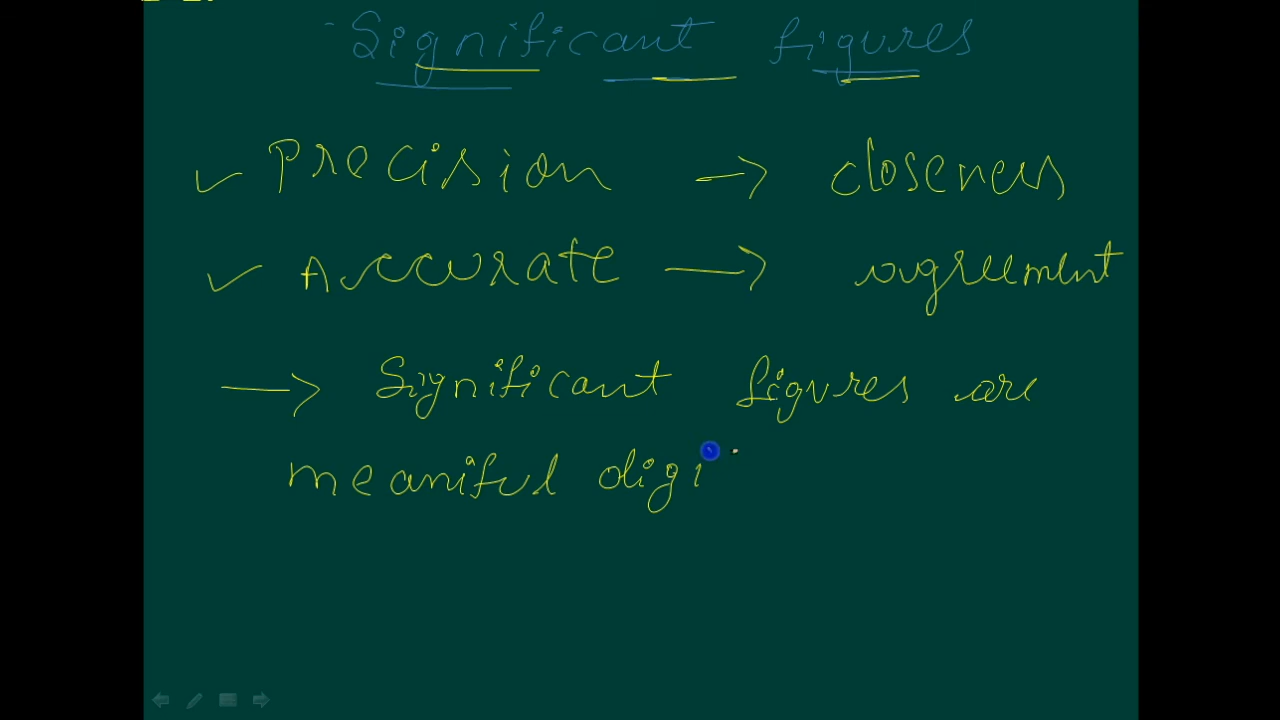 Significant figures
Precision → closeness
Accurate → agreement
→ Significant figures are
meaniful digi